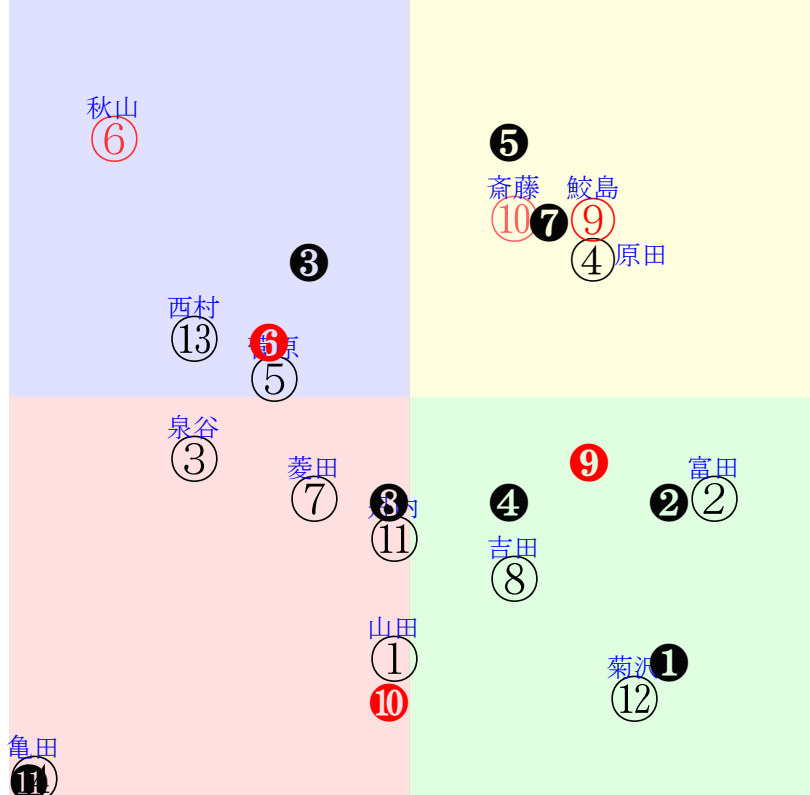 秋山
⑥
❺
斎藤
鮫島
⑩
❼
⑨
原田
④
❸
西村
⑬
❻
原
⑤
泉谷
③
菱田
⑦
❽
内
⑪
❹
❾
❷
富田
②
吉田
⑧
山田
①
❿
菊沢
❶
⑫
亀田